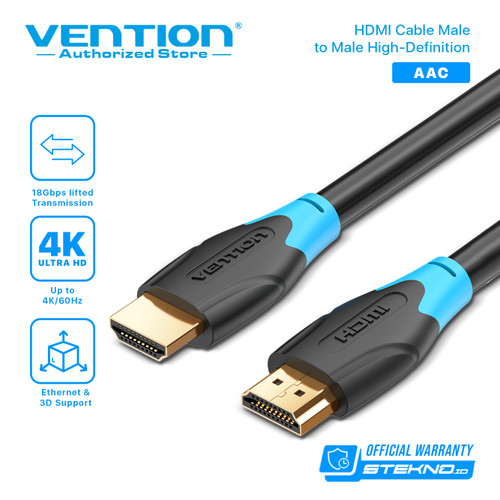 VENTION®
Authorized Store
HDMI Cable Male
to Male High-Definition
AAC
18Gbps lifted
Transmission
4K
ULTRA HD
Up to
4K/60Hz
Ethernet &
3D Support
VENTION
HDMI
OFFICIAL WARRANTY
STEKNO.ID